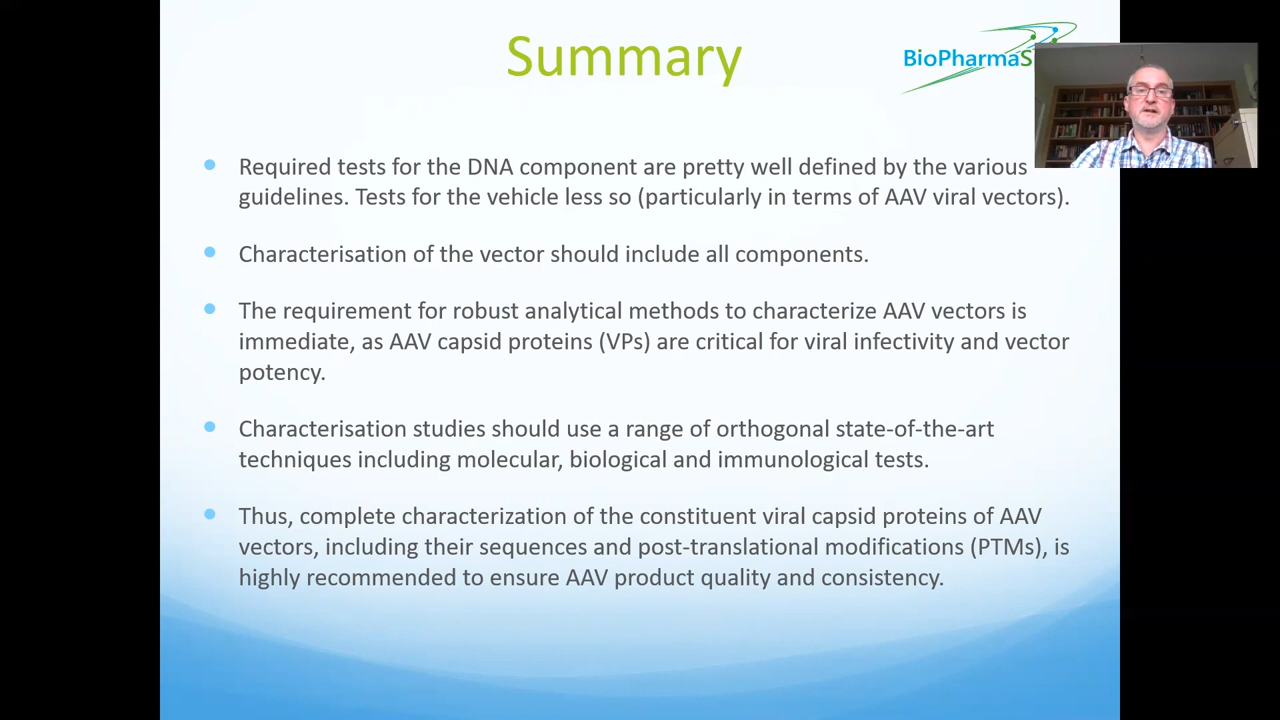 Summary
BioPharmaS
Required tests for the DNA component are pretty well defined by the various
guidelines. Tests for the vehicle less so (particularly in terms of AAV viral vectors).
Characterisation of the vector should include all components.
The requirement for robust analytical methods to characterize AAV vectors is
immediate, as AAV capsid proteins (VPs) are critical for viral infectivity and vector
potency.
Characterisation studies should use a range of orthogonal state-of-the-art
techniques including molecular, biological and immunological tests.
Thus, complete characterization of the constituent viral capsid proteins of AAV
vectors, including their sequences and post-translational modifications (PTMs), is
highly recommended to ensure AAV product quality and consistency.